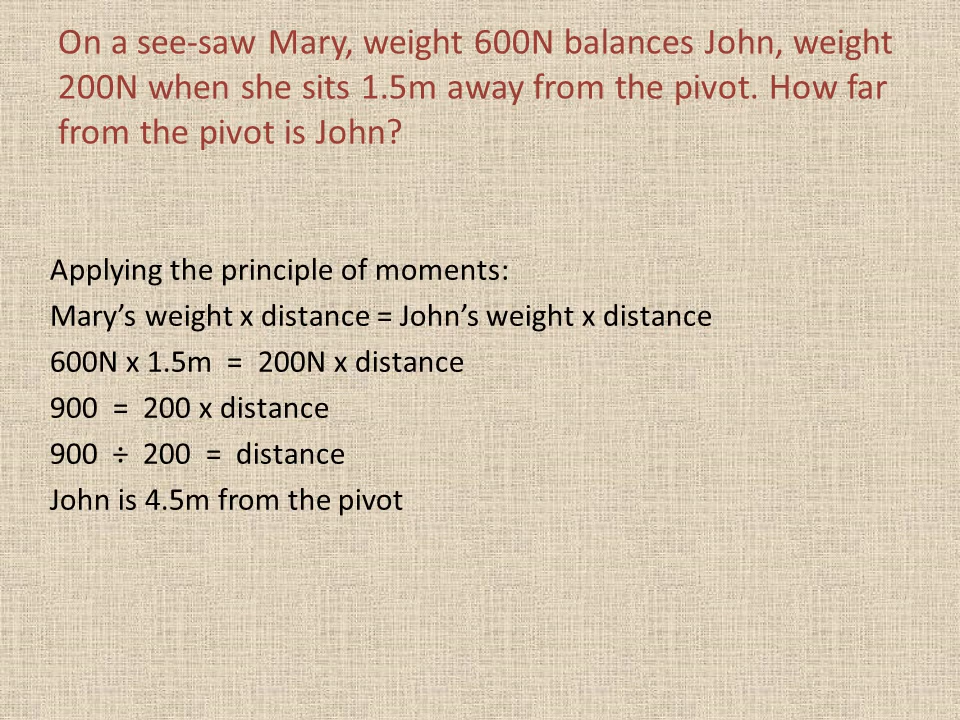 On a see-saw Mary, weight 600N balances John, weight
200N when she sits 1.5m away from the pivot. How far
from the pivot is John?
Applying the principle of moments:
Mary’s weight x distance = John’s weight x distance
600N x 1.5m = 200N x distance
900 = 200 x distance
900 ÷ 200 = distance
John is 4.5m from the pivot